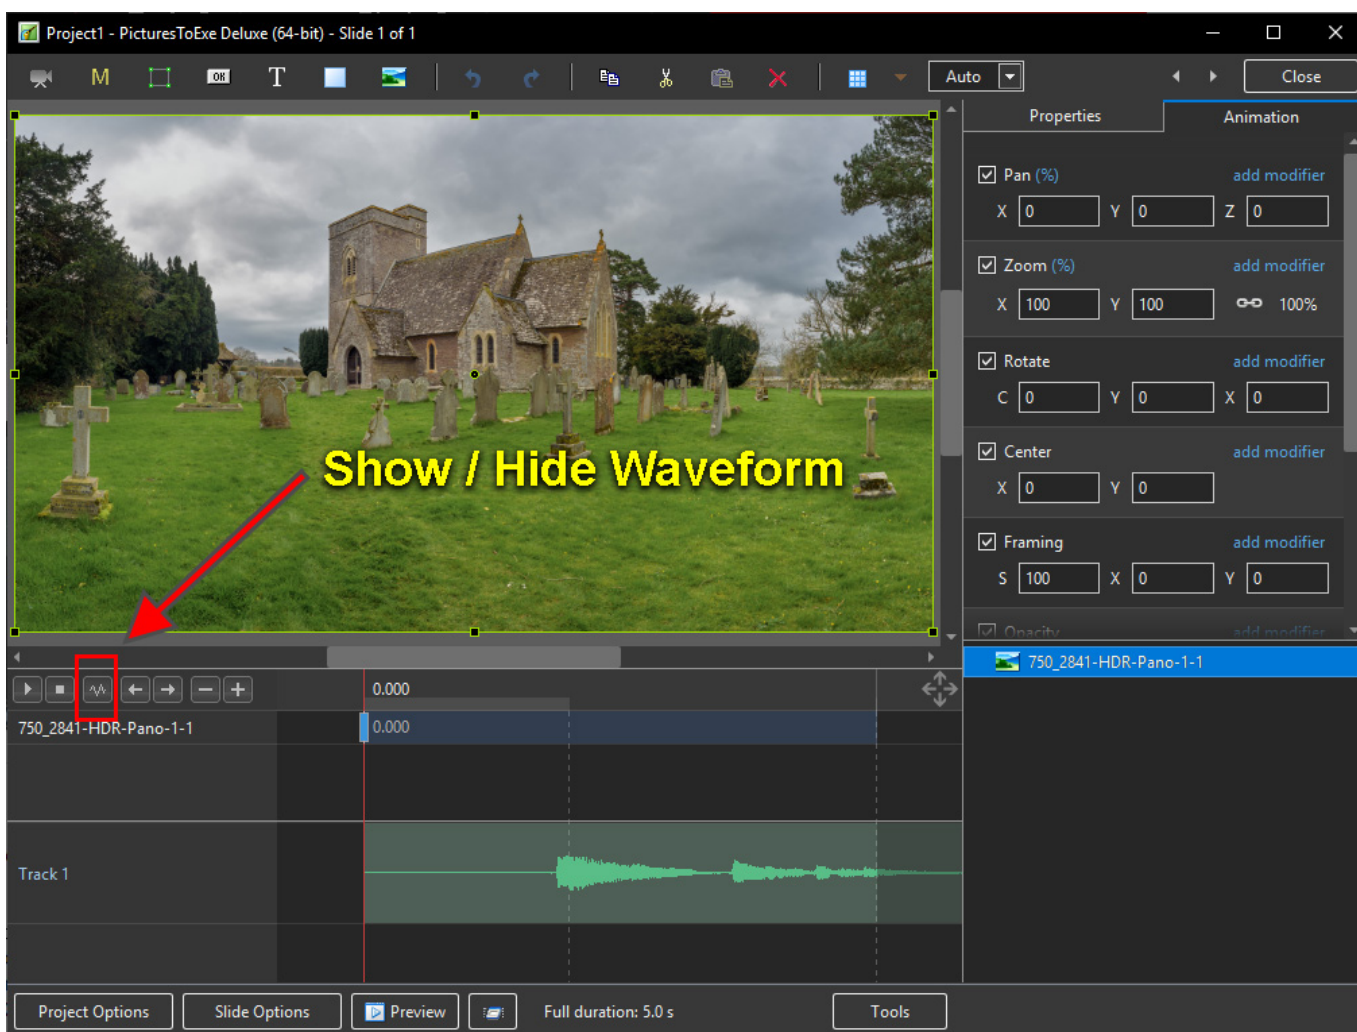 Project1 - PicturesToExe Deluxe (64-bit) - Slide 1 of 1
M OK T Auto Close
Properties Animation
Pan (%) add modifier
X 0 Y 0 Z 0
Zoom (%) add modifier
X 100 Y 100 100%
Rotate add modifier
C 0 Y 0 X 0
Center add modifier
X 0 Y 0
Framing add modifier
S 100 X 0 Y 0
Opacity add modifier
Show / Hide Waveform
750_2841-HDR-Pano-1-1
0.000
750_2841-HDR-Pano-1-1 0.000
Track 1
Project Options Slide Options Preview Full duration: 5.0 s Tools